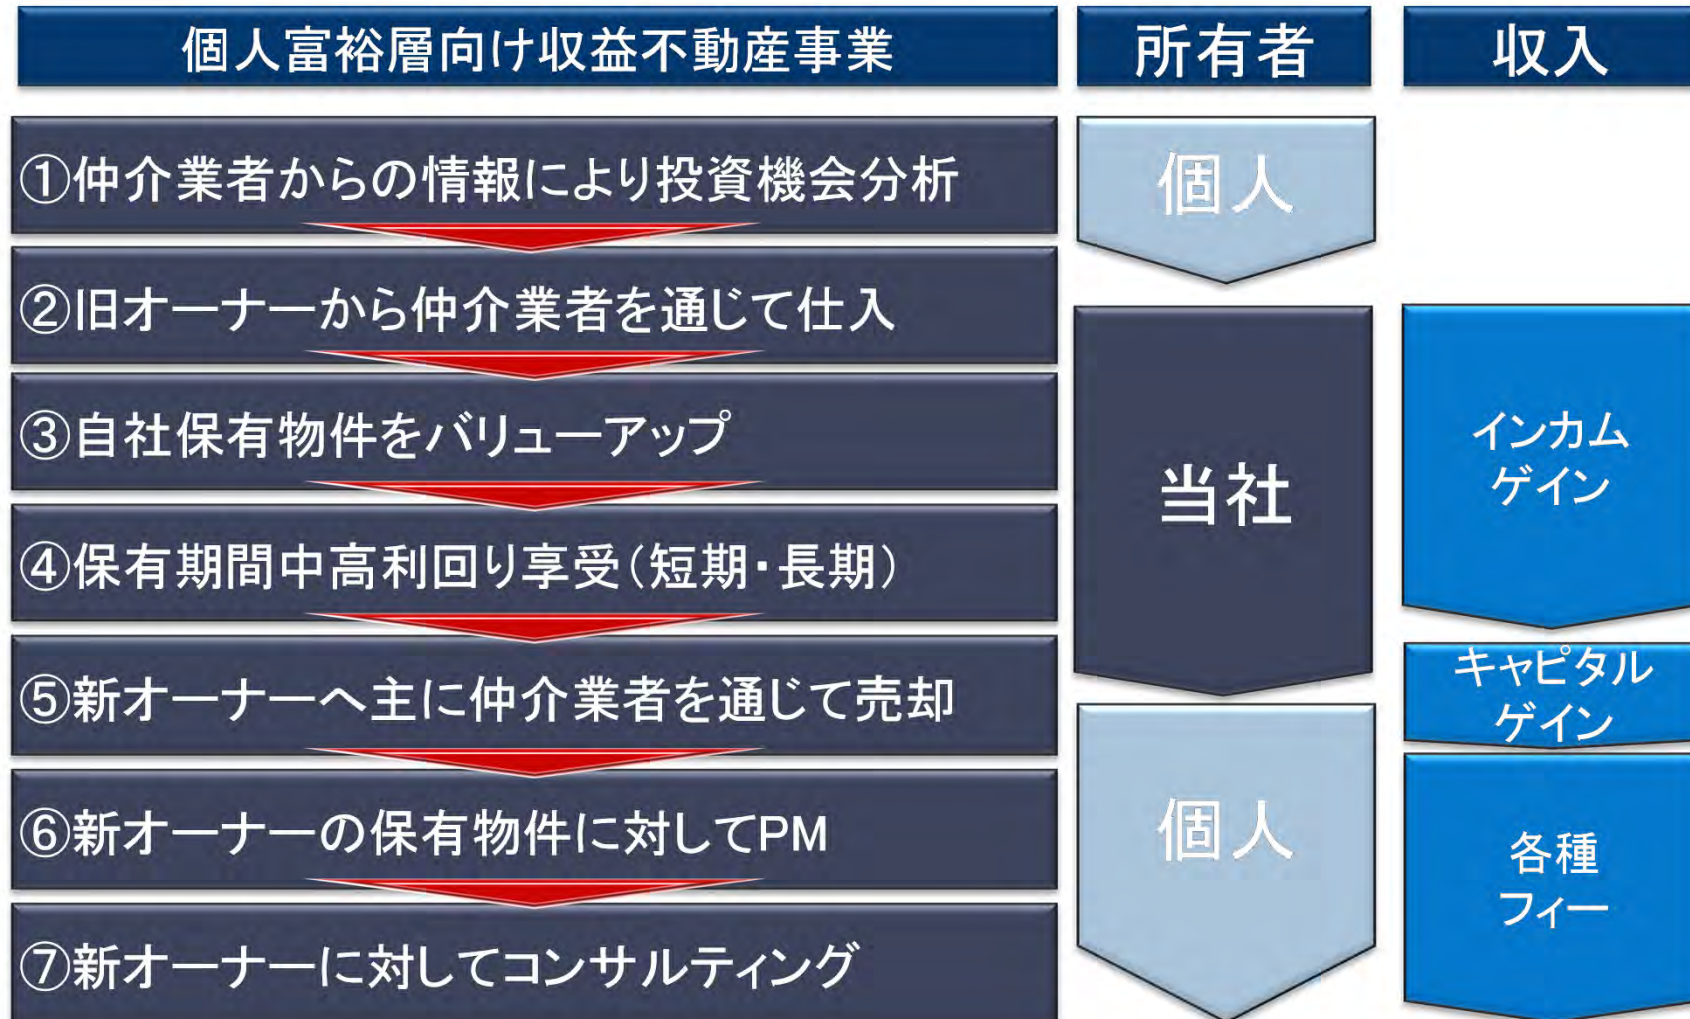 個人富裕層向け収益不動産事業
所有者
収入
①仲介業者からの情報により投資機会分析
②旧オーナーから仲介業者を通じて仕入
③自社保有物件をバリューアップ
④保有期間中高利回り享受(短期・長期)
⑤新オーナーへ主に仲介業者を通じて売却
⑥新オーナーの保有物件に対してPM
⑦新オーナーに対してコンサルティング
個人
当社
個人
インカム
ゲイン
キャピタル
ゲイン
各種
フィー